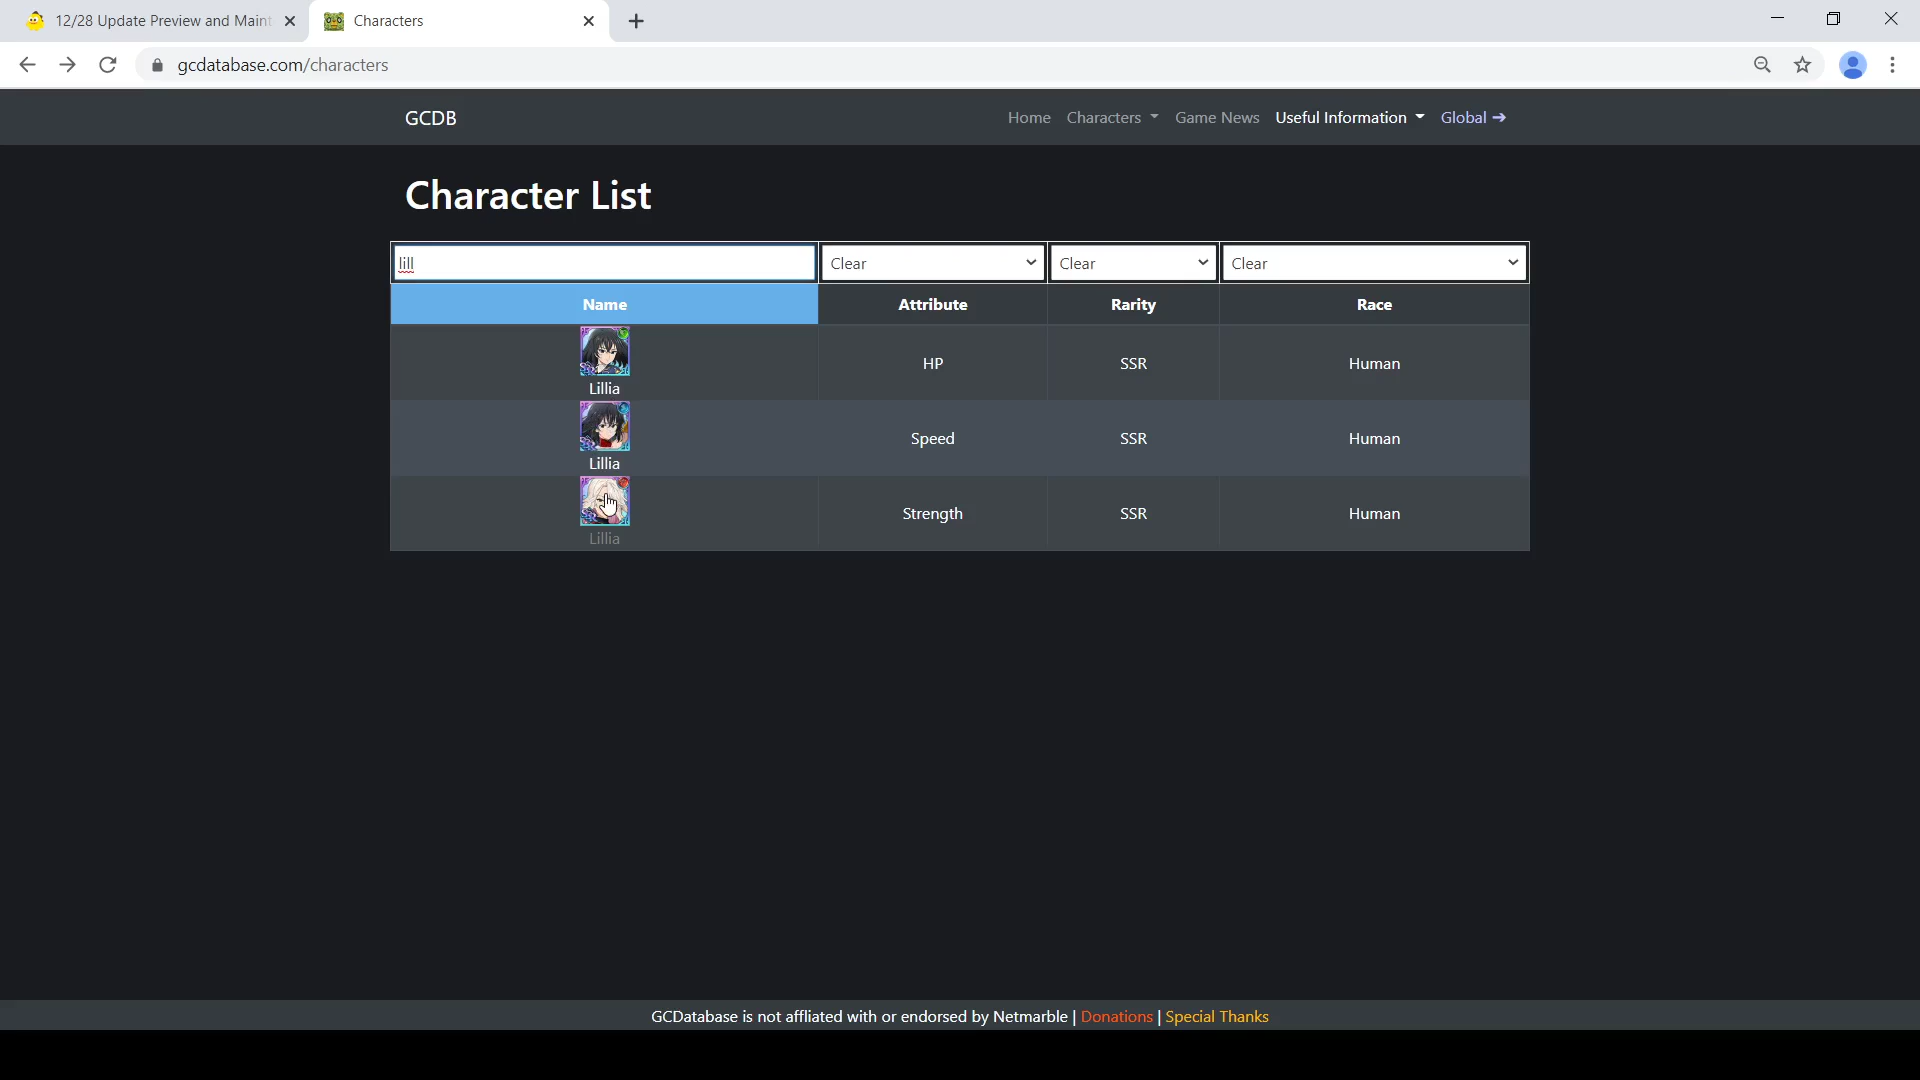 12/28 Update Preview and Maint
Characters
gcdatabase.com/characters
GCDB
Home
Characters
Game News
Useful Information
Global ➔
Character List
lill
Clear
Clear
Clear
Name
Attribute
Rarity
Race
Lillia
HP
SSR
Human
Lillia
Speed
SSR
Human
Lillia
Strength
SSR
Human
GCDatabase is not affliated with or endorsed by Netmarble | Donations | Special Thanks